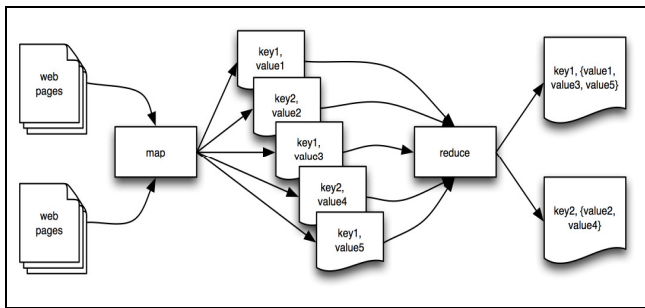 web
pages
web
pages
map
key1,
value1
key2,
value2
key1,
value3
key2,
value4
key1,
value5
reduce
key1, {value1,
value3, value5}
key2, {value2,
value4}